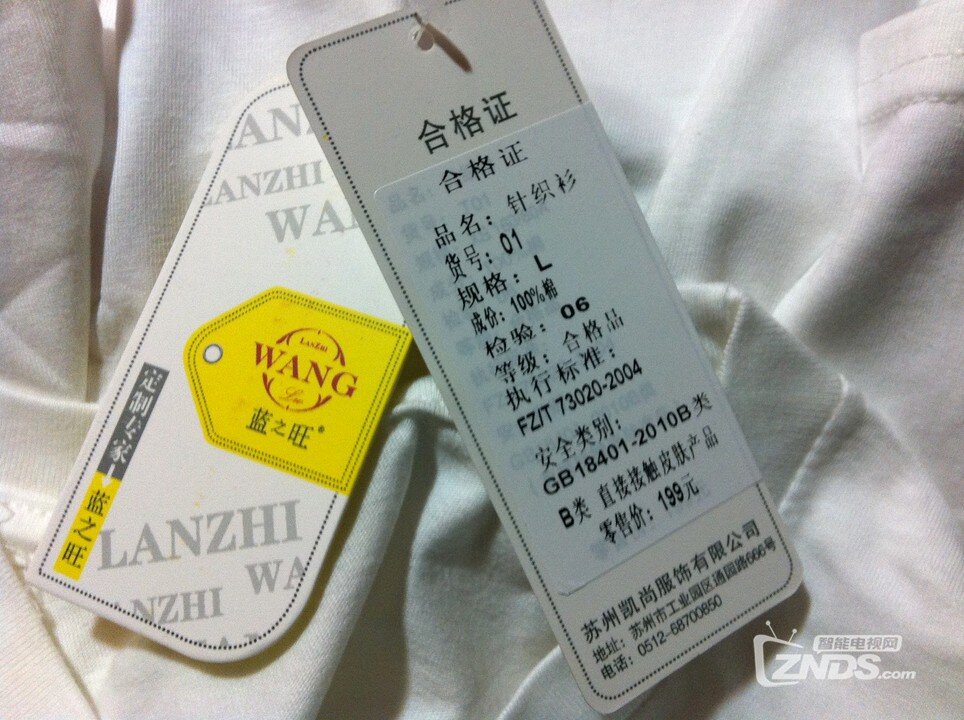 LANZHI
WA
定制专家
蓝之旺
LANZHI
WANG
Lzw
蓝之旺®
LANZHI
WA
NZHI
合格证
合格证
品名：针织衫
货号：01
规格：L
成份：100%棉
检验：06
等级：合格品
执行标准：
FZ/T 73020-2004
安全类别：
GB18401-2010B类
B类 直接接触皮肤产品
零售价：199元
苏州凯尚服饰有限公司
地址：苏州市工业园区通园路666号
电话：0512-68700850
智能电视网
ZNDS.com